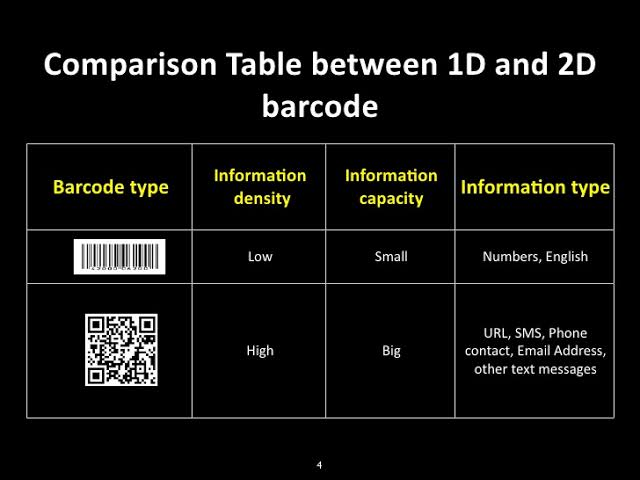 Comparison Table between 1D and 2D
barcode
Barcode type
Information
density
Information
capacity
Information type
Low
Small
Numbers, English
High
Big
URL, SMS, Phone
contact, Email Address,
other text messages
4